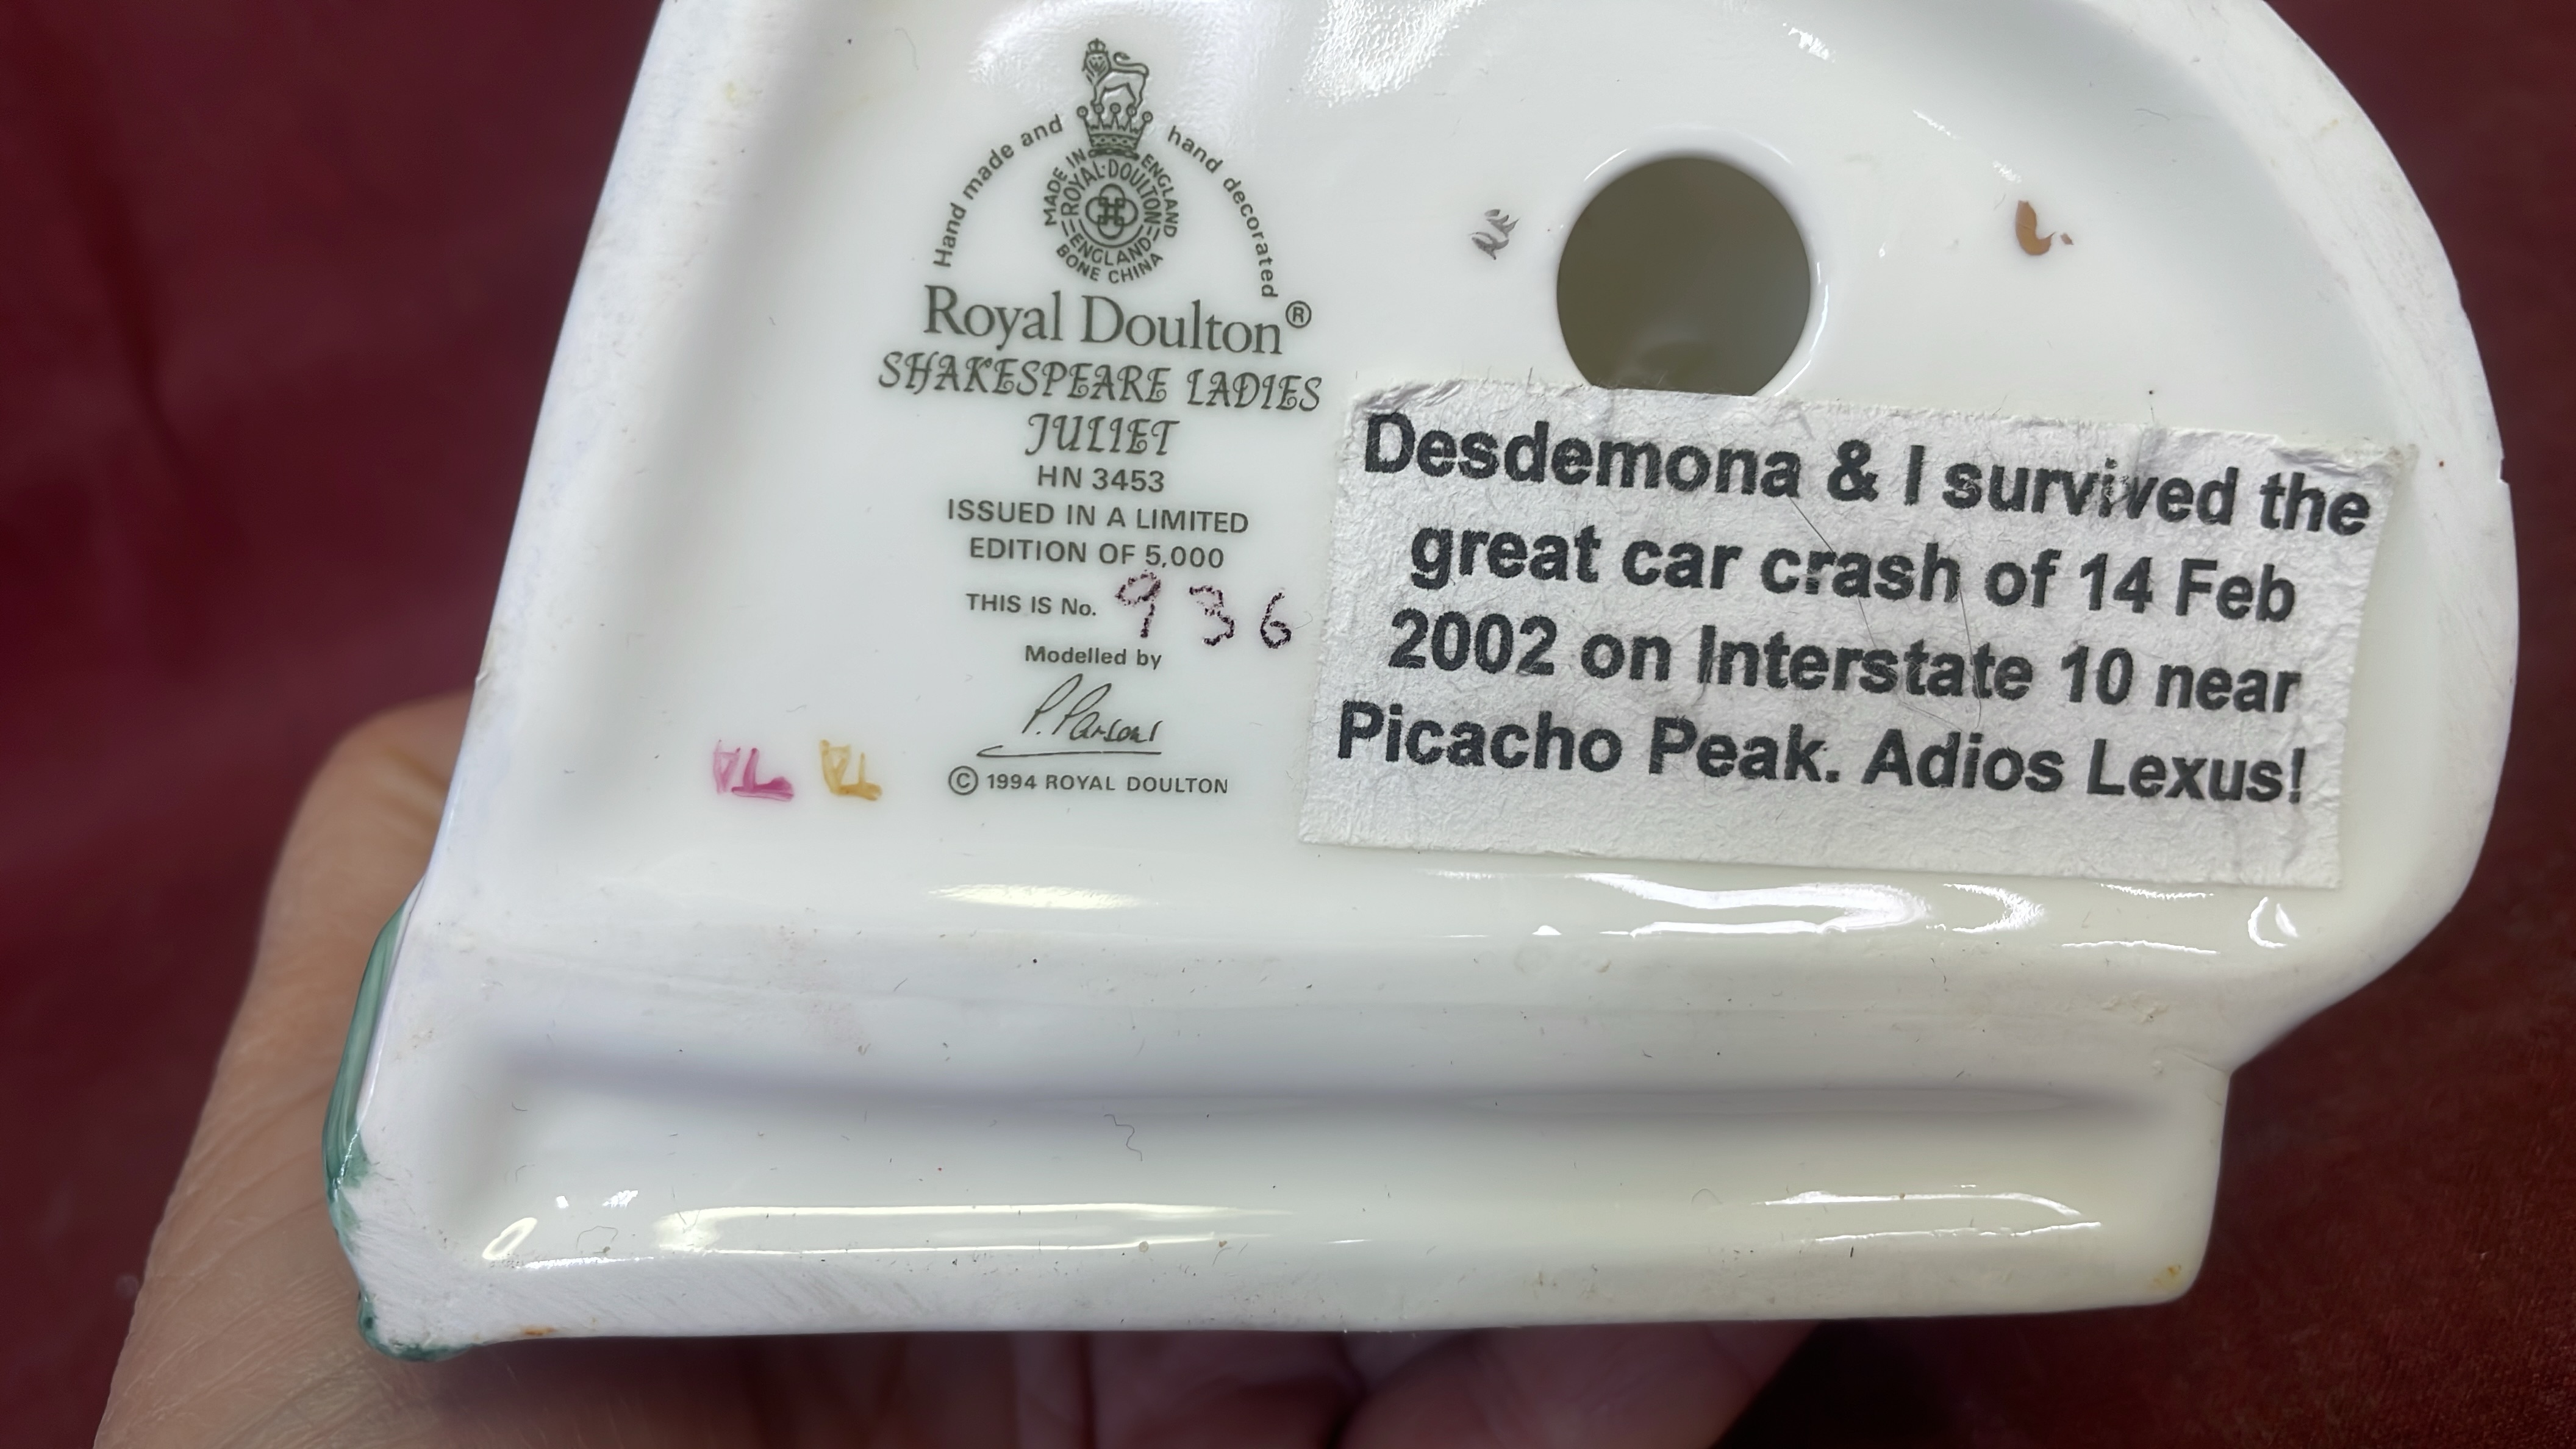 Hand made and hand decorated
MADE IN ENGLAND
ROYAL·DOULTON
ENGLAND
BONE CHINA
Royal Doulton®
SHAKESPEARE LADIES
JULIET
HN 3453
ISSUED IN A LIMITED
EDITION OF 5,000
THIS IS No. 936
Modelled by
P. Parsons
© 1994 ROYAL DOULTON
Desdemona & I survived the
great car crash of 14 Feb
2002 on Interstate 10 near
Picacho Peak. Adios Lexus!